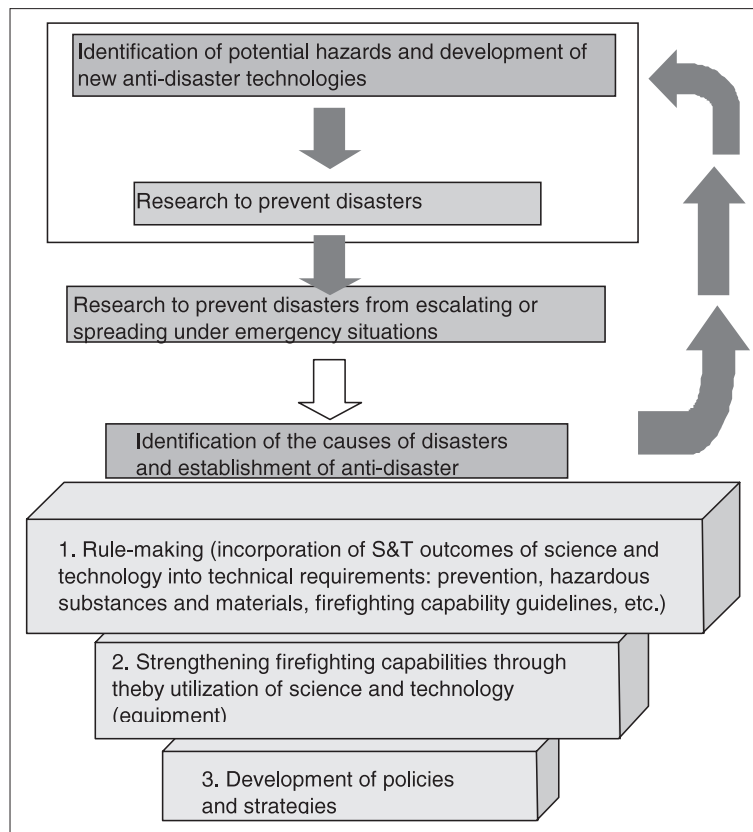 Identification of potential hazards and development of
new anti-disaster technologies
Research to prevent disasters
Research to prevent disasters from escalating or
spreading under emergency situations
Identification of the causes of disasters
and establishment of anti-disaster
1. Rule-making (incorporation of S&T outcomes of science and
technology into technical requirements: prevention, hazardous
substances and materials, firefighting capability guidelines, etc.)
2. Strengthening firefighting capabilities through
theby utilization of science and technology
(equipment)
3. Development of policies
and strategies